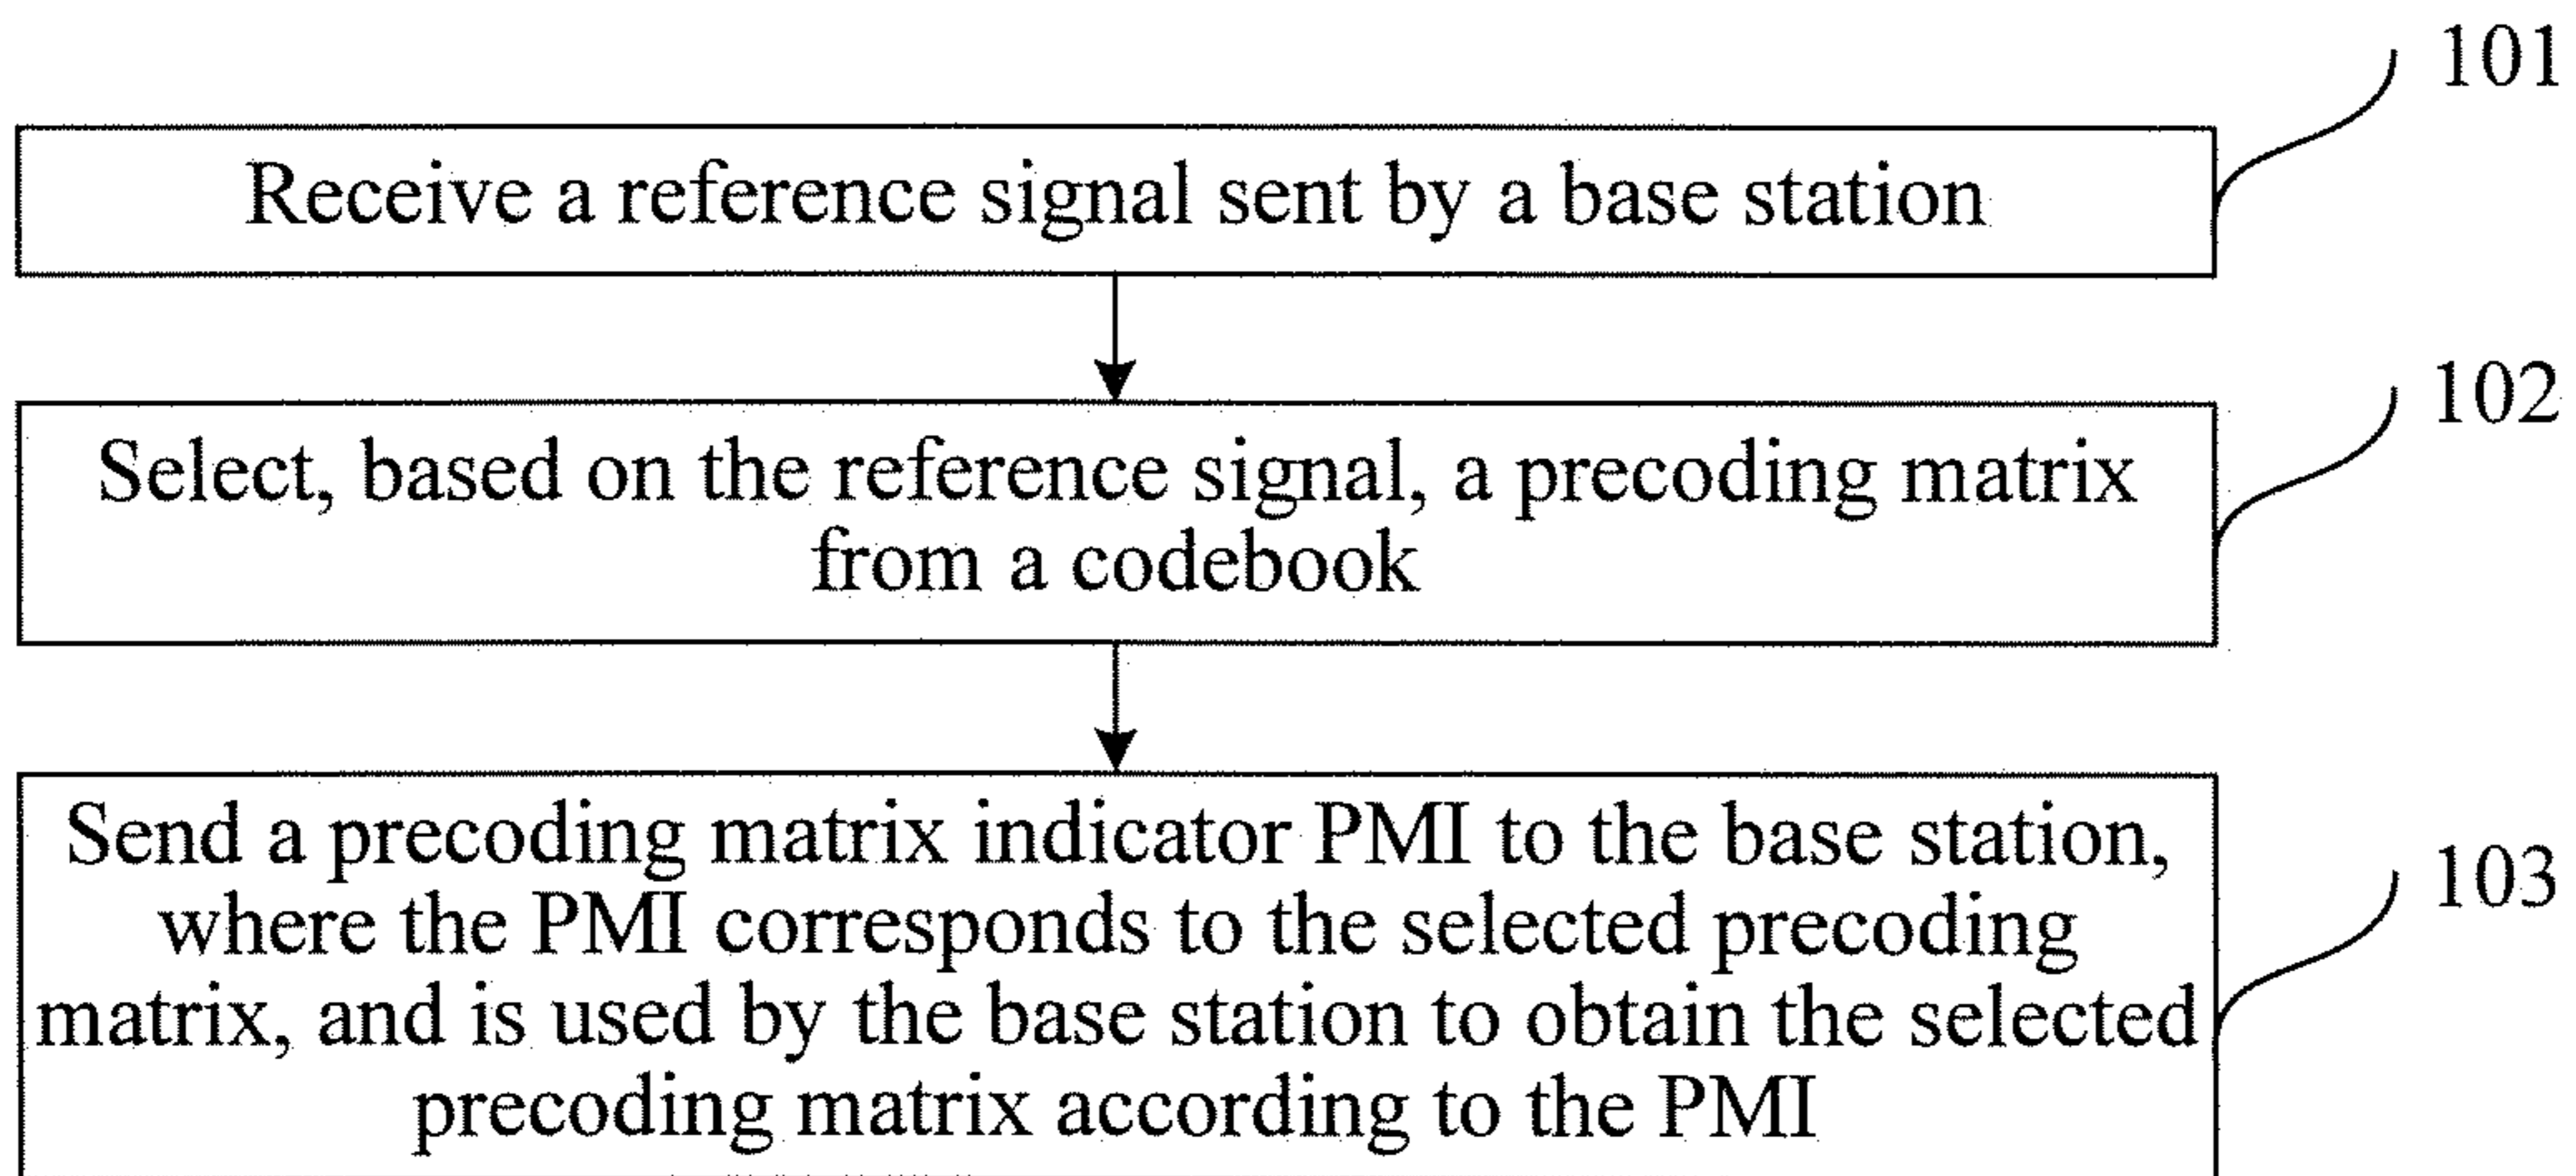 101
Receive a reference signal sent by a base station
102
Select, based on the reference signal, a precoding matrix
from a codebook
Send a precoding matrix indicator PMI to the base station,
103
where the PMI corresponds to the selected precoding
matrix, and is used by the base station to obtain the selected
precoding matrix according to the PMI